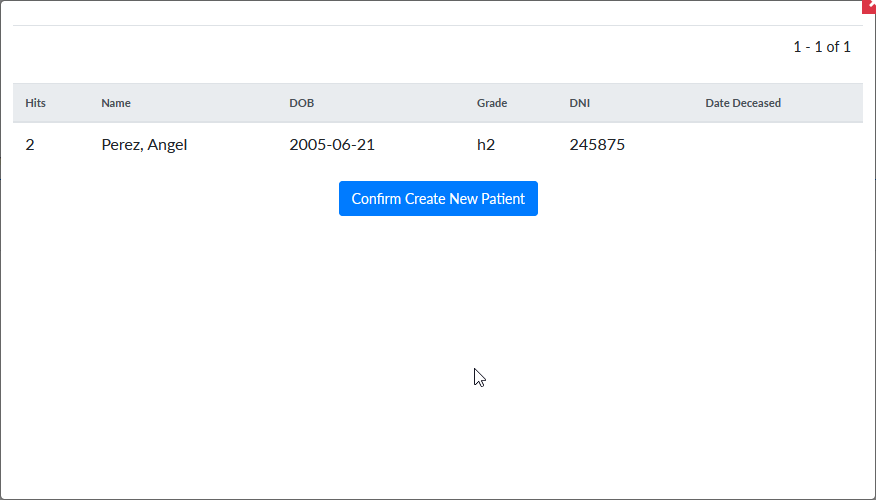 1 - 1 of 1
Hits Name DOB Grade DNI Date Deceased
2 Perez, Angel 2005-06-21 h2 245875
Confirm Create New Patient